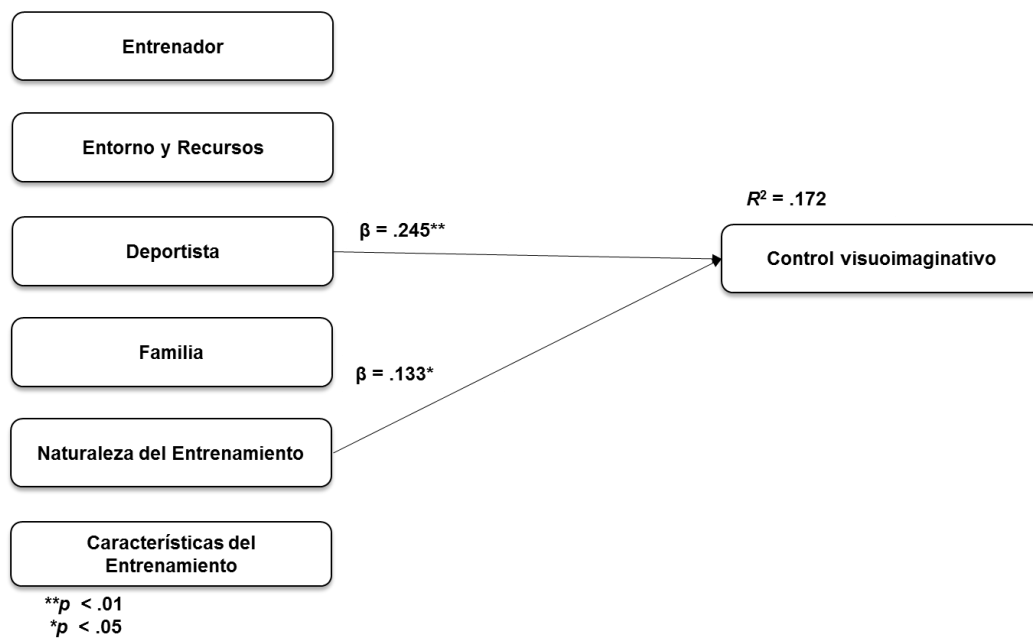 Entrenador
Entorno y Recursos
R² = .172
Deportista
β = .245**
Control visuoimaginativo
Familia
β = .133*
Naturaleza del Entrenamiento
Características del
Entrenamiento
**p < .01
*p < .05